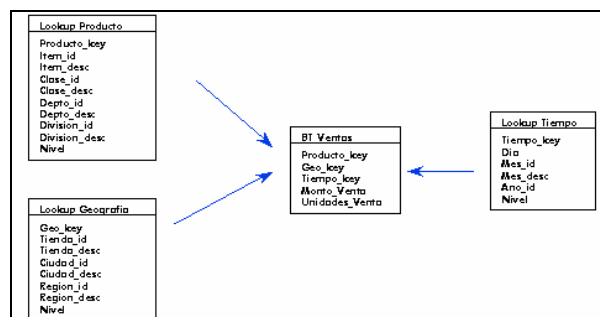 Lookup Producto
Producto_key
Item_id
Item_desc
Clase_id
Clase_desc
Depto_id
Depto_desc
Division_id
Division_desc
Nivel
BT Ventas
Producto_key
Geo_key
Tiempo_key
Monto_Venta
Unidades_Venta
Lookup Tiempo
Tiempo_key
Dia
Mes_id
Mes_desc
Ano_id
Nivel
Lookup Geografia
Geo_key
Tienda_id
Tienda_desc
Ciudad_id
Ciudad_desc
Region_id
Region_desc
Nivel